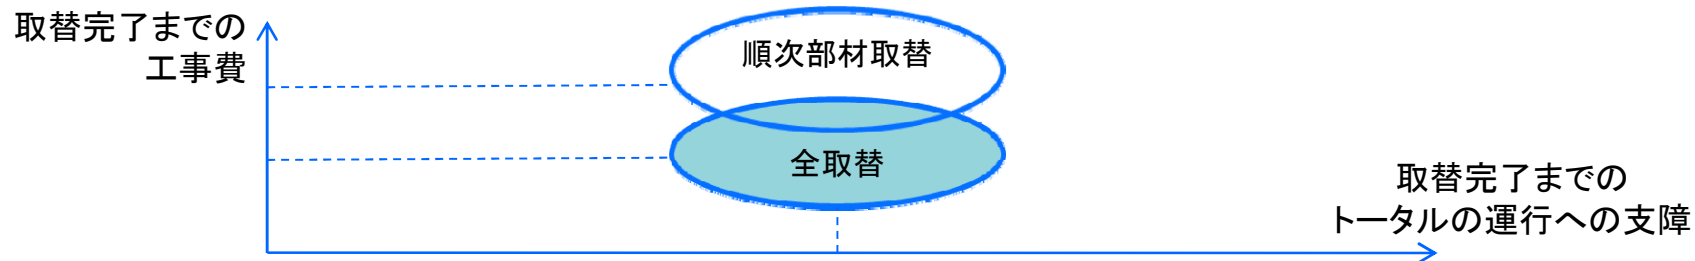 取替完了までの
工事費
順次部材取替
全取替
取替完了までの
トータルの運行への支障